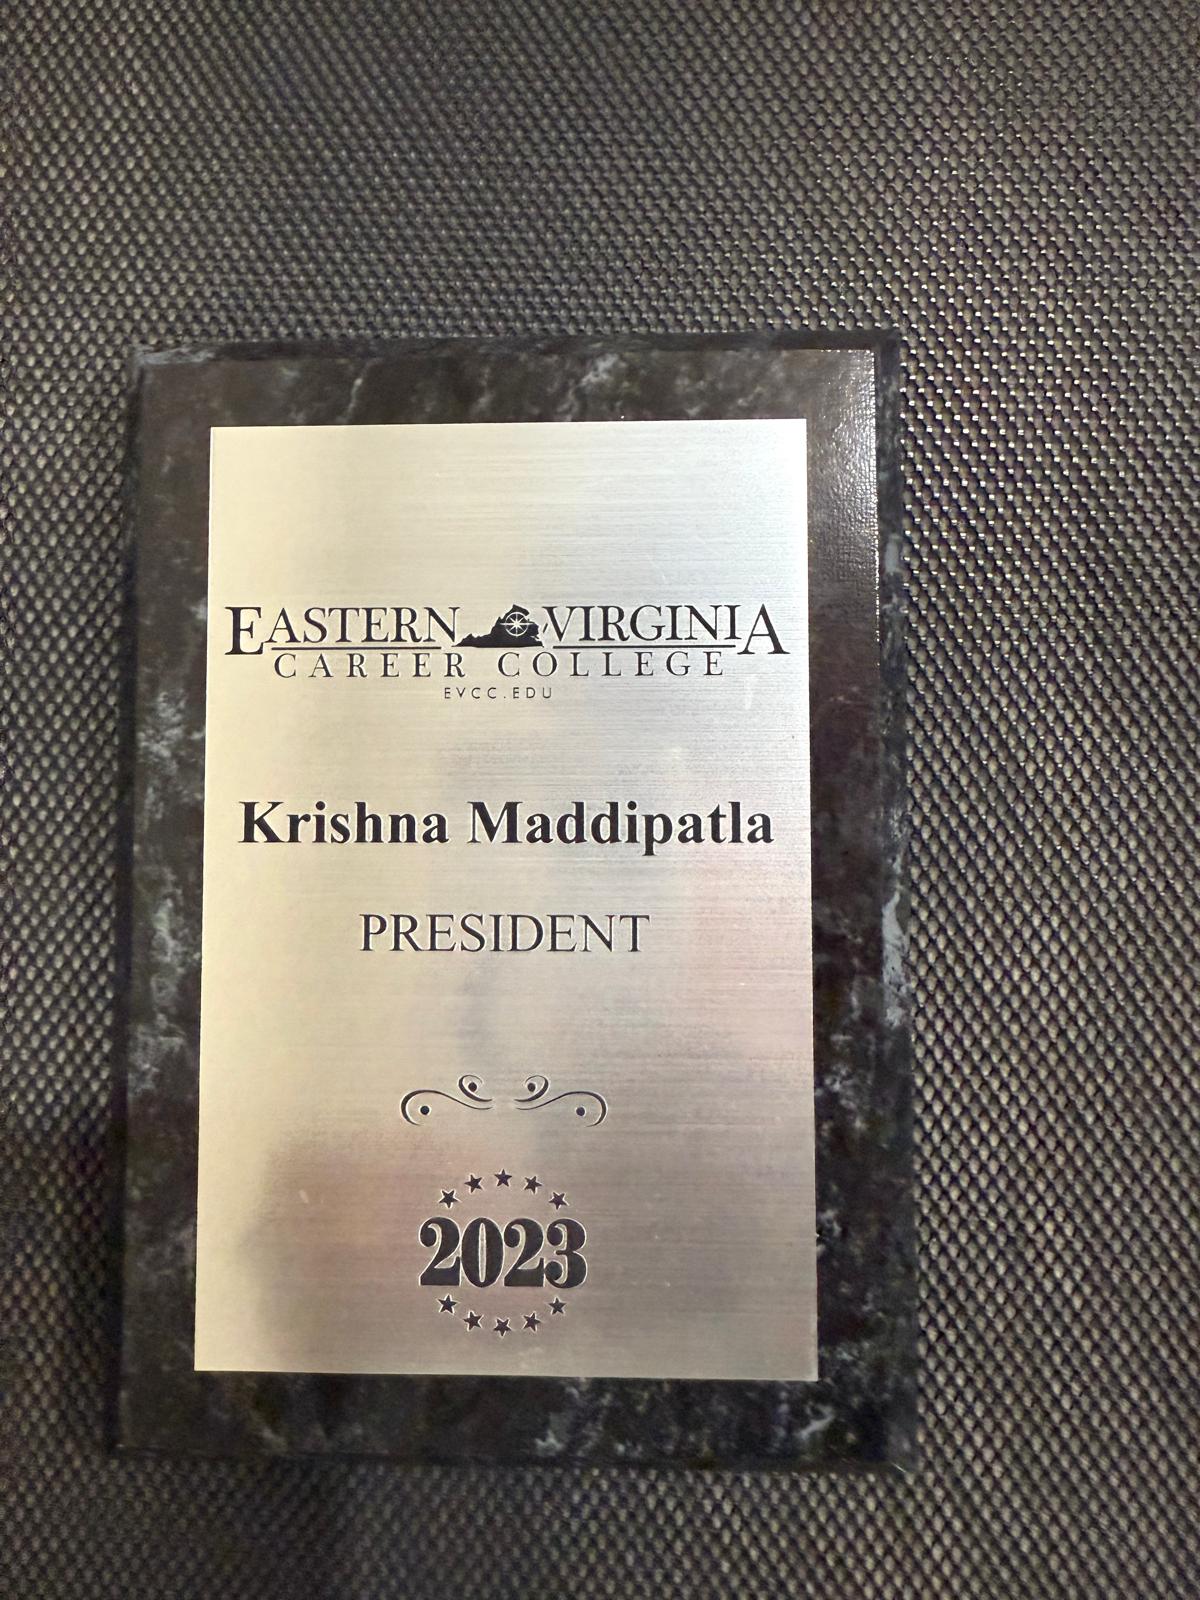 EASTERN VIRGINIA
CAREER COLLEGE
EVCC.EDU
Krishna Maddipatla
PRESIDENT
2023